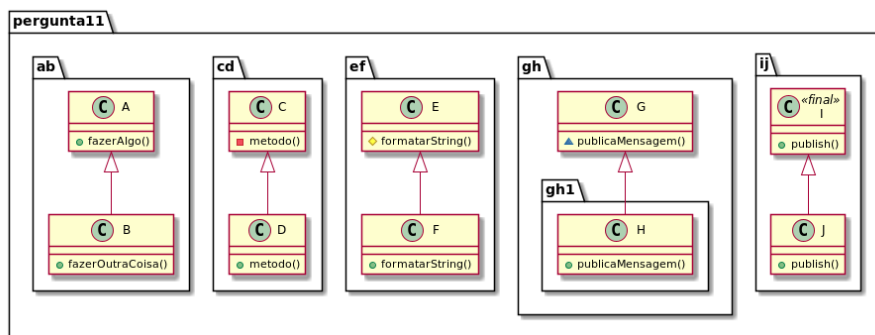 pergunta11
ab
C A
fazerAlgo()
C B
fazerOutraCoisa()
cd
C C
metodo()
C D
metodo()
ef
C E
formatarString()
C F
formatarString()
gh
C G
publicaMensagem()
gh1
C H
publicaMensagem()
ij
C «final»
I
publish()
C J
publish()